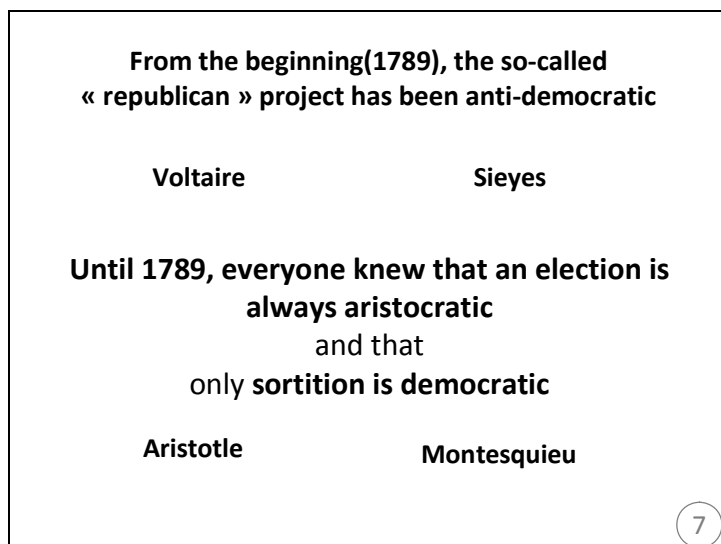 From the beginning(1789), the so-called
« republican » project has been anti-democratic
Voltaire Sieyes
Until 1789, everyone knew that an election is
always aristocratic
and that
only sortition is democratic
Aristotle Montesquieu
7